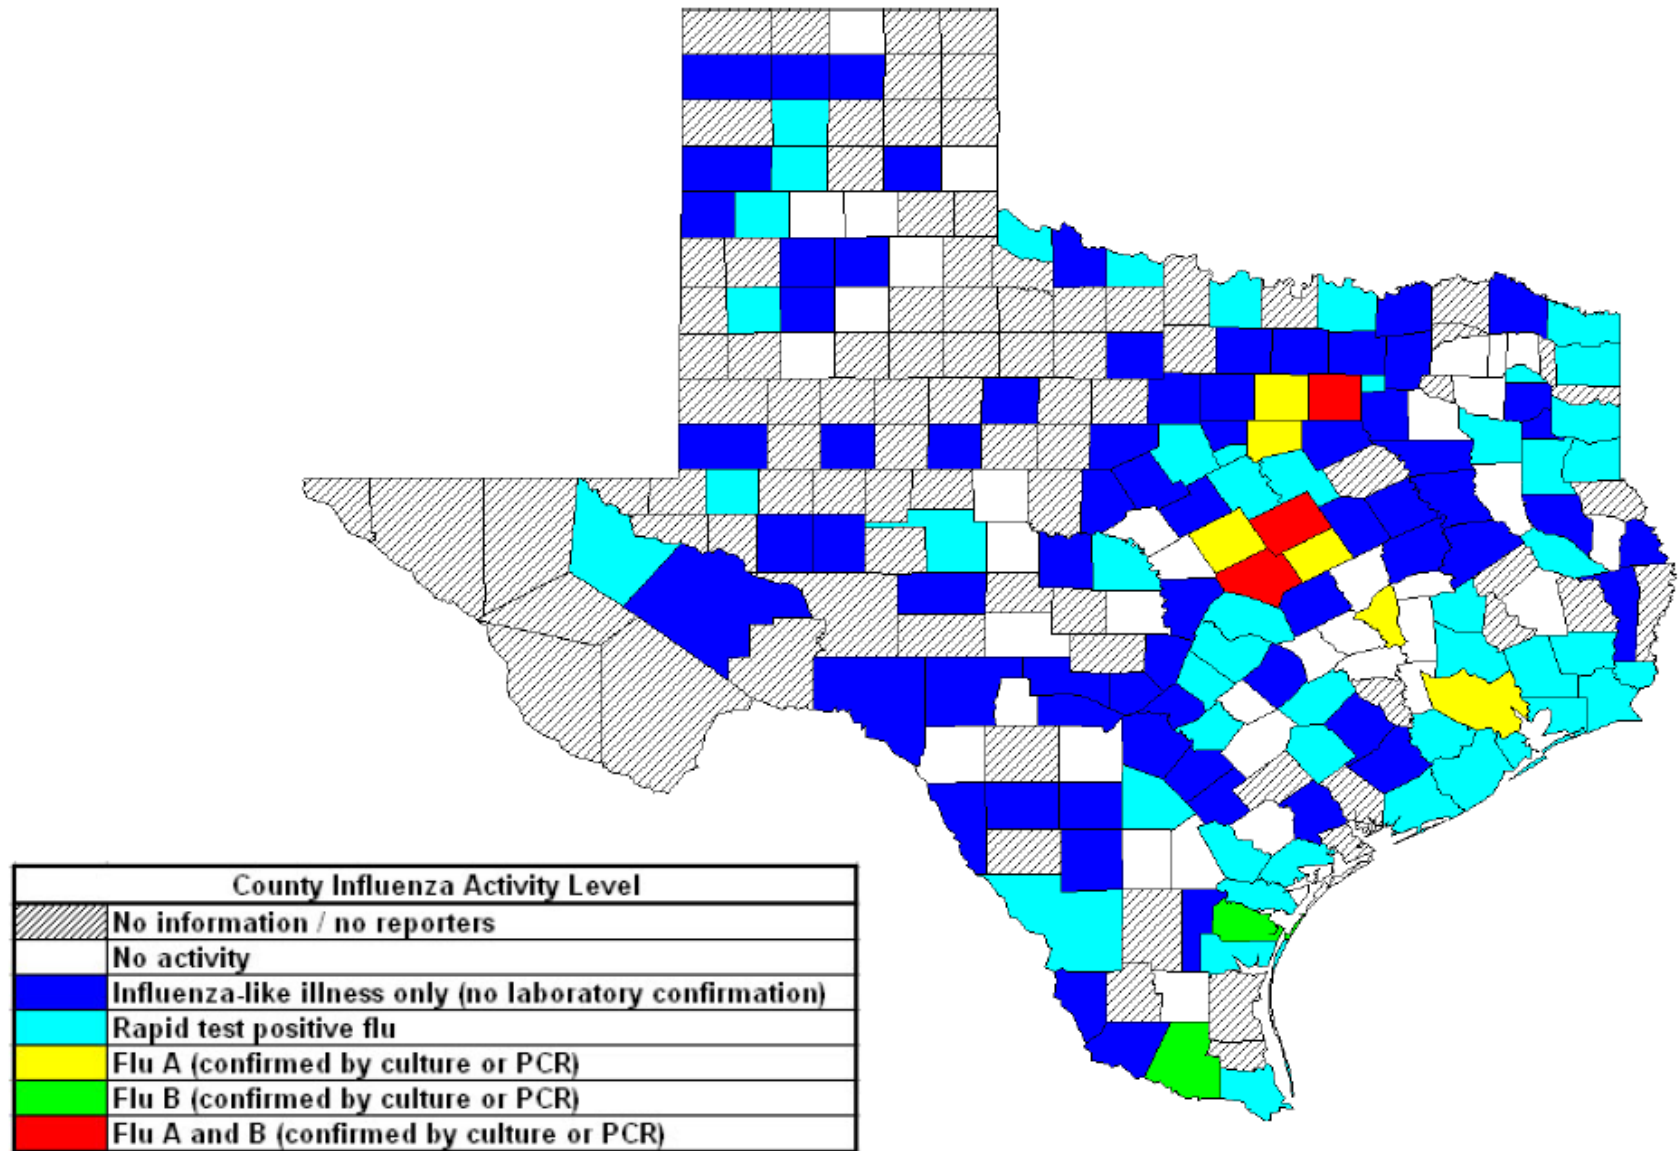 County Influenza Activity Level
No information / no reporters
No activity
Influenza-like illness only (no laboratory confirmation)
Rapid test positive flu
Flu A (confirmed by culture or PCR)
Flu B (confirmed by culture or PCR)
Flu A and B (confirmed by culture or PCR)